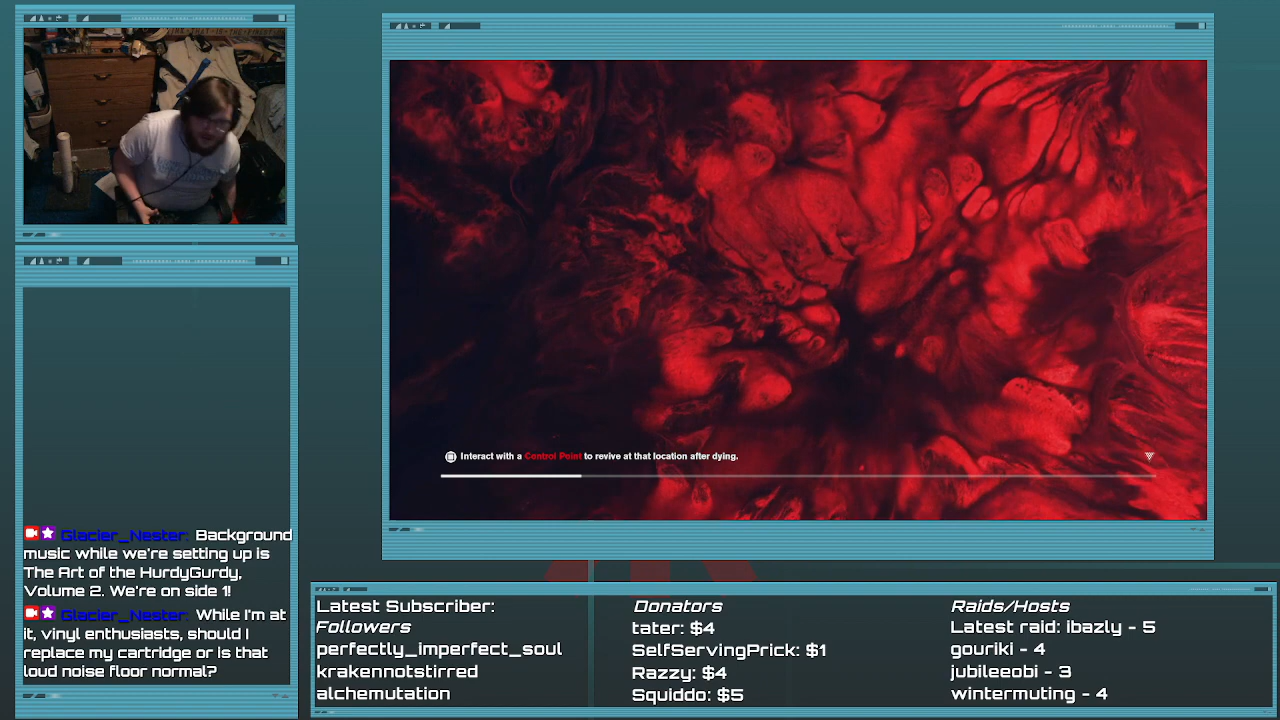 Interact with a Control Point to revive at that location after dying.
Glacier_Nester: Background
music while we're setting up is
The Art of the HurdyGurdy,
Volume 2. We're on side 1!
Glacier_Nester: While I'm at
it, vinyl enthusiasts, should I
replace my cartridge or is that
loud noise floor normal?
Latest Subscriber:
Followers
perfectly_imperfect_soul
krakennotstirred
alchemutation
Donators
tater: $4
SelfServingPrick: $1
Razzy: $4
Squiddo: $5
Raids/Hosts
Latest raid: ibazly - 5
gouriki - 4
jubileeobi - 3
wintermuting - 4